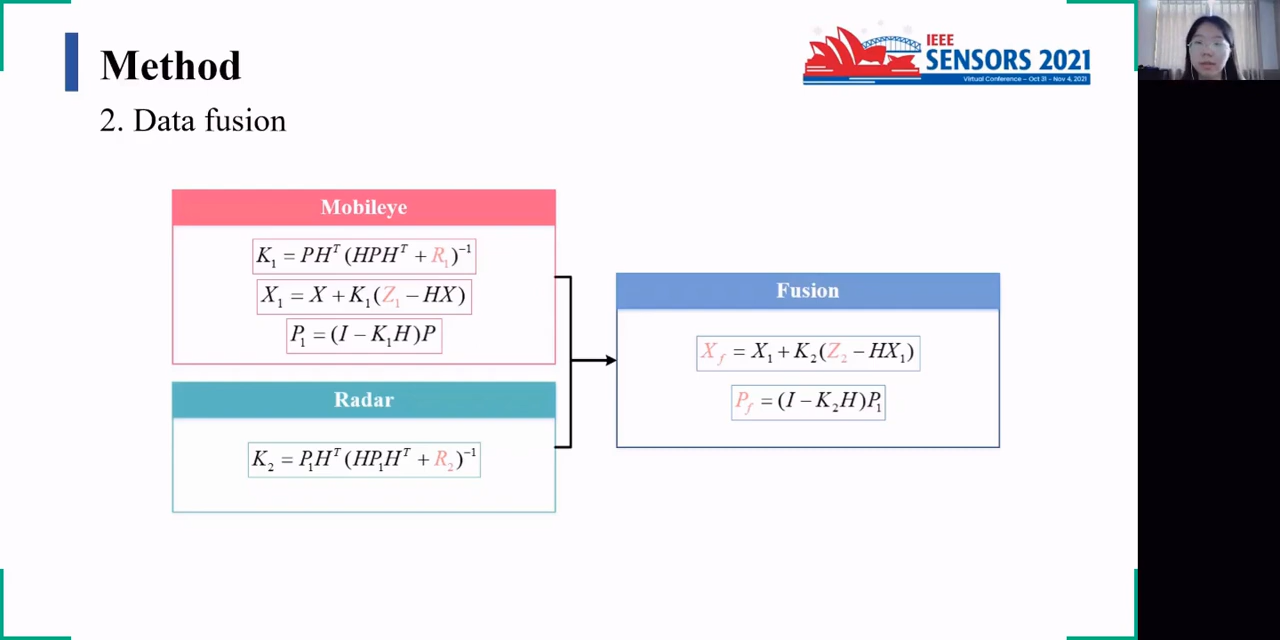 Method
2. Data fusion
IEEE
SENSORS 2021
Virtual Conference – Oct 31 - Nov 4, 2021
Mobileye
K₁ = PHᵀ(HPHᵀ + R₁)⁻¹
X₁ = X + K₁(Z₁ − HX)
P₁ = (I − K₁H)P
Radar
K₂ = P₁Hᵀ(HP₁Hᵀ + R₂)⁻¹
Fusion
X_f = X₁ + K₂(Z₂ − HX₁)
P_f = (I − K₂H)P₁